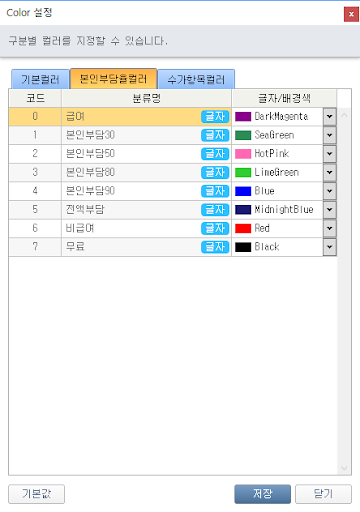 Color 설정
x
구분별 컬러를 지정할 수 있습니다.
기본컬러 본인부담율컬러 수가항목컬러
코드 분류명 글자/배경색
0 급여 글자 DarkMagenta
1 본인부담30 글자 SeaGreen
2 본인부담50 글자 HotPink
3 본인부담80 글자 LimeGreen
4 본인부담90 글자 Blue
5 전액부담 글자 MidnightBlue
6 비급여 글자 Red
7 무료 글자 Black
기본값 저장 닫기